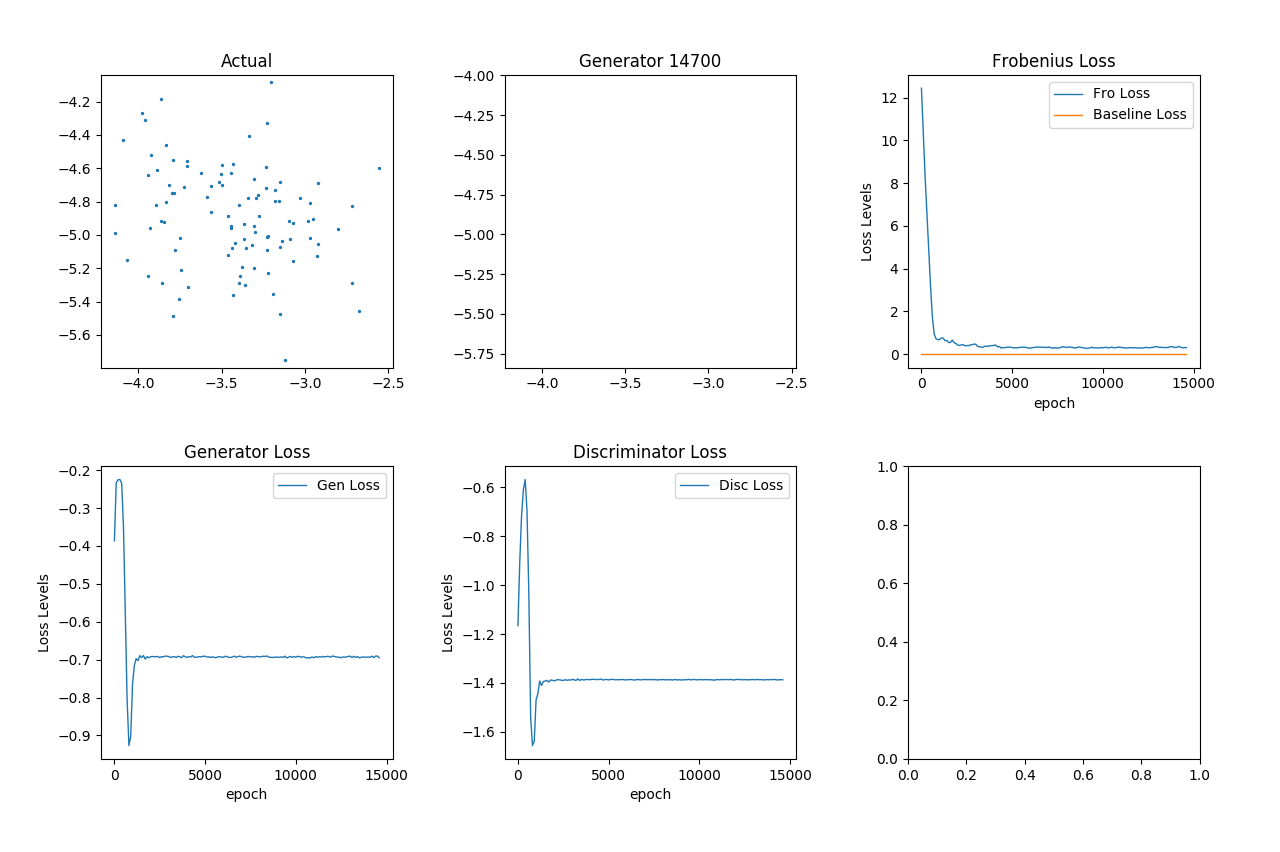 Actual
−4.2
−4.4
−4.6
−4.8
−5.0
−5.2
−5.4
−5.6
−4.0 −3.5 −3.0 −2.5
Generator 14700
−4.00
−4.25
−4.50
−4.75
−5.00
−5.25
−5.50
−5.75
−4.0 −3.5 −3.0 −2.5
Frobenius Loss
Fro Loss
Baseline Loss
Loss Levels
12
10
8
6
4
2
0
0 5000 10000 15000
epoch
Generator Loss
Gen Loss
Loss Levels
−0.2
−0.3
−0.4
−0.5
−0.6
−0.7
−0.8
−0.9
0 5000 10000 15000
epoch
Discriminator Loss
Disc Loss
Loss Levels
−0.6
−0.8
−1.0
−1.2
−1.4
−1.6
0 5000 10000 15000
epoch
1.0
0.8
0.6
0.4
0.2
0.0
0.0 0.2 0.4 0.6 0.8 1.0